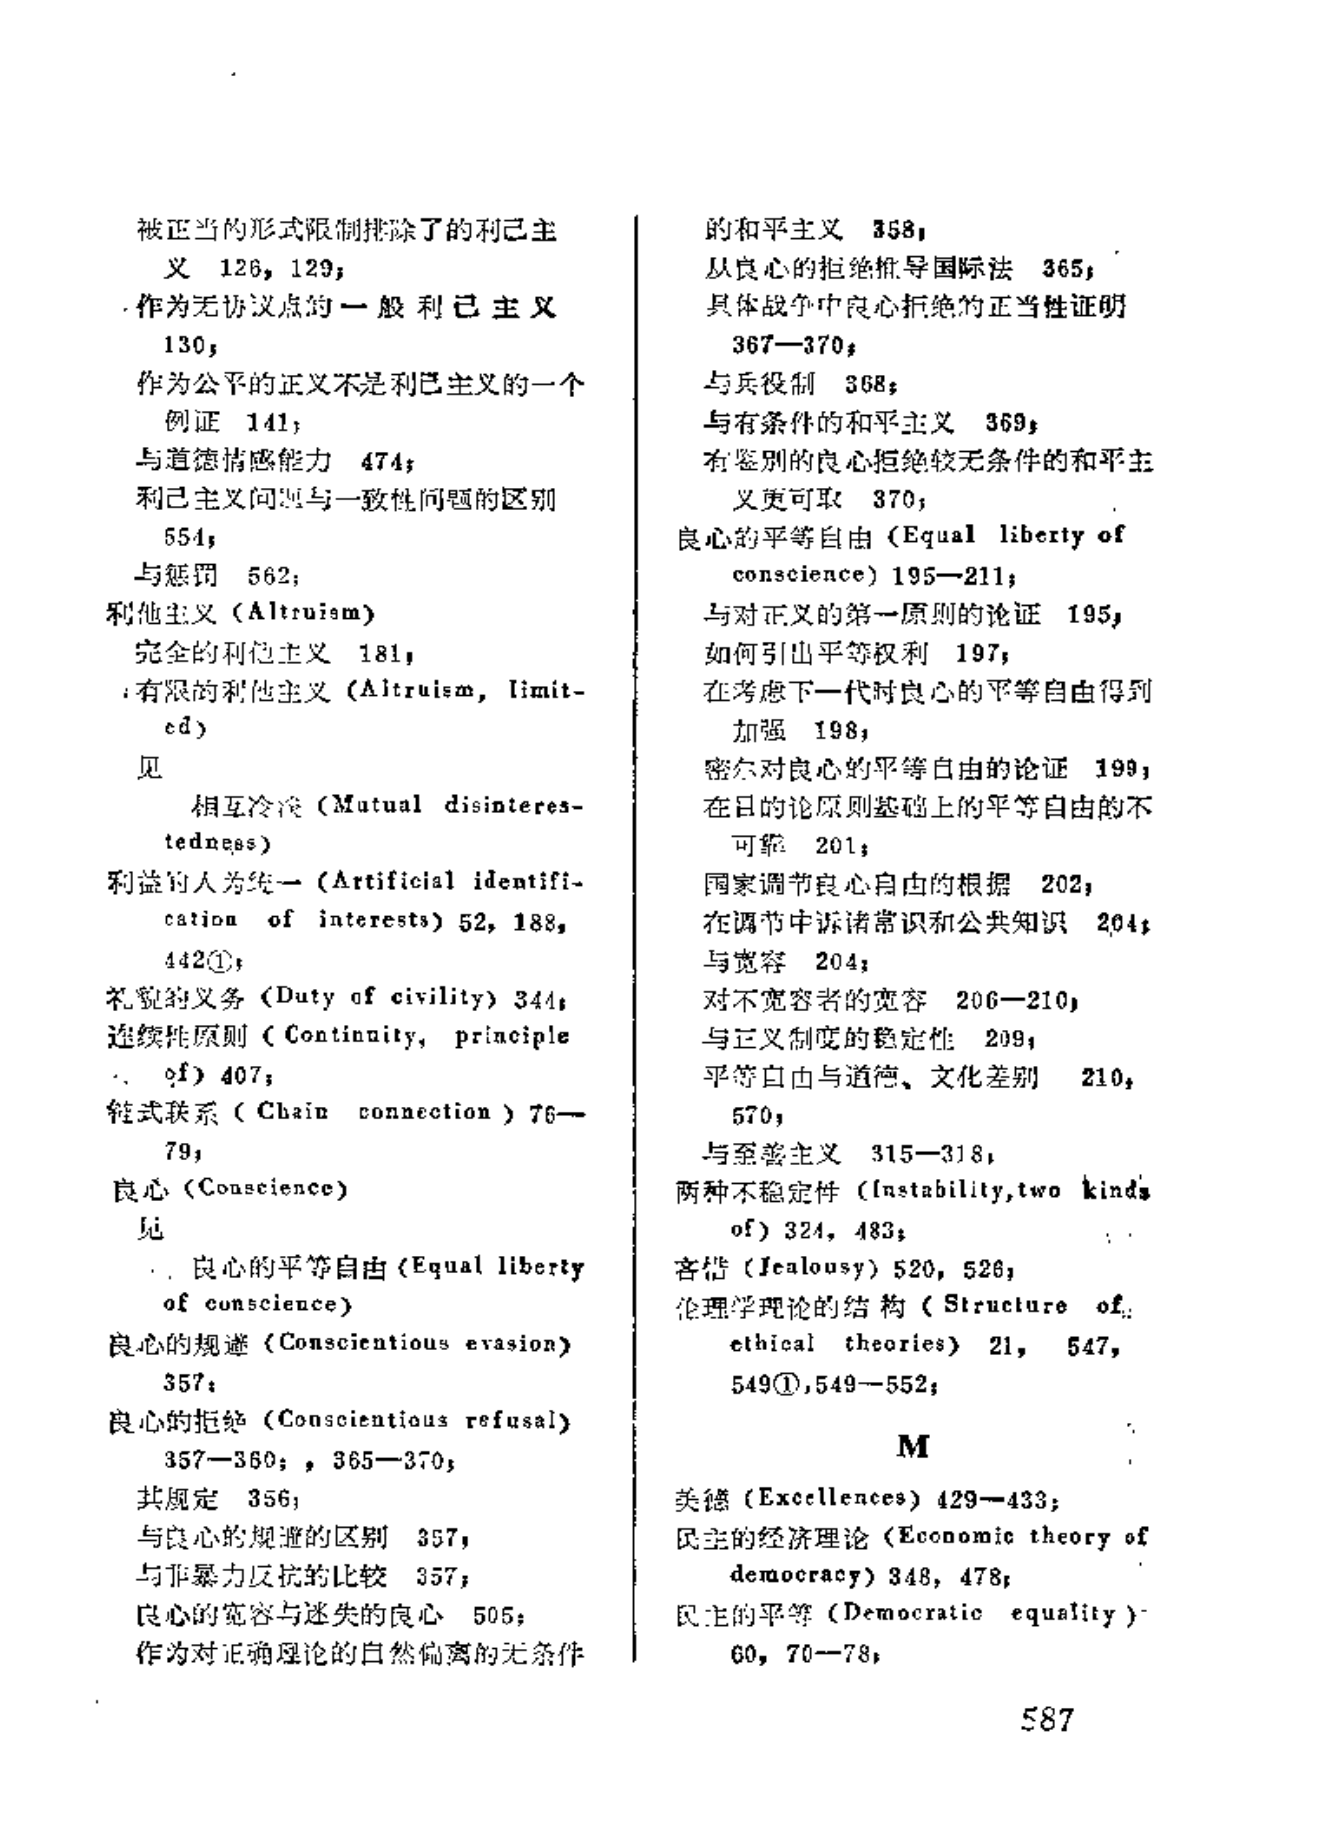 被正当的形式限制排除了的利己主
义 126，129；
作为无协议点的一般利己主义
130；
作为公平的正义不是利己主义的一个
例证 141；
与道德情感能力 474；
利己主义问题与一致性问题的区别
554；
与惩罚 562；
利他主义（Altruism）
完全的利他主义 181，
有限的利他主义（Altruism, limit-
ed）
见
相互冷淡（Mutual disinteres-
tedness）
利益的人为统一（Artificial identifi-
cation of interests）52，188，
442①；
礼貌的义务（Duty of civility）344；
连续性原则（Continuity, principle
of）407；
链式联系（Chain connection）76—
79；
良心（Conscience）
见
良心的平等自由（Equal liberty
of conscience）
良心的规避（Conscientious evasion）
357；
良心的拒绝（Conscientious refusal）
357—360；，365—370；
其规定 356；
与良心的规避的区别 357；
与非暴力反抗的比较 357；
良心的宽容与迷失的良心 505；
作为对正确理论的自然偏离的无条件
的和平主义 358；
从良心的拒绝推导国际法 365；
具体战争中良心拒绝的正当性证明
367—370；
与兵役制 368；
与有条件的和平主义 369；
有鉴别的良心拒绝较无条件的和平主
义更可取 370；
良心的平等自由（Equal liberty of
conscience）195—211；
与对正义的第一原则的论证 195；
如何引出平等权利 197；
在考虑下一代时良心的平等自由得到
加强 198；
密尔对良心的平等自由的论证 199；
在目的论原则基础上的平等自由的不
可靠 201；
国家调节良心自由的根据 202；
在调节中诉诸常识和公共知识 204；
与宽容 204；
对不宽容者的宽容 206—210；
与正义制度的稳定性 209；
平等自由与道德、文化差别 210，
570；
与至善主义 315—318；
两种不稳定性（Instability,two kinds
of）324，483；
吝啬（Jealousy）520，526；
伦理学理论的结构（Structure of
ethical theories）21，547，
549①,549—552；
M
美德（Excellences）429—433；
民主的经济理论（Economic theory of
democracy）348，478；
民主的平等（Democratic equality）
60，70—78；
587